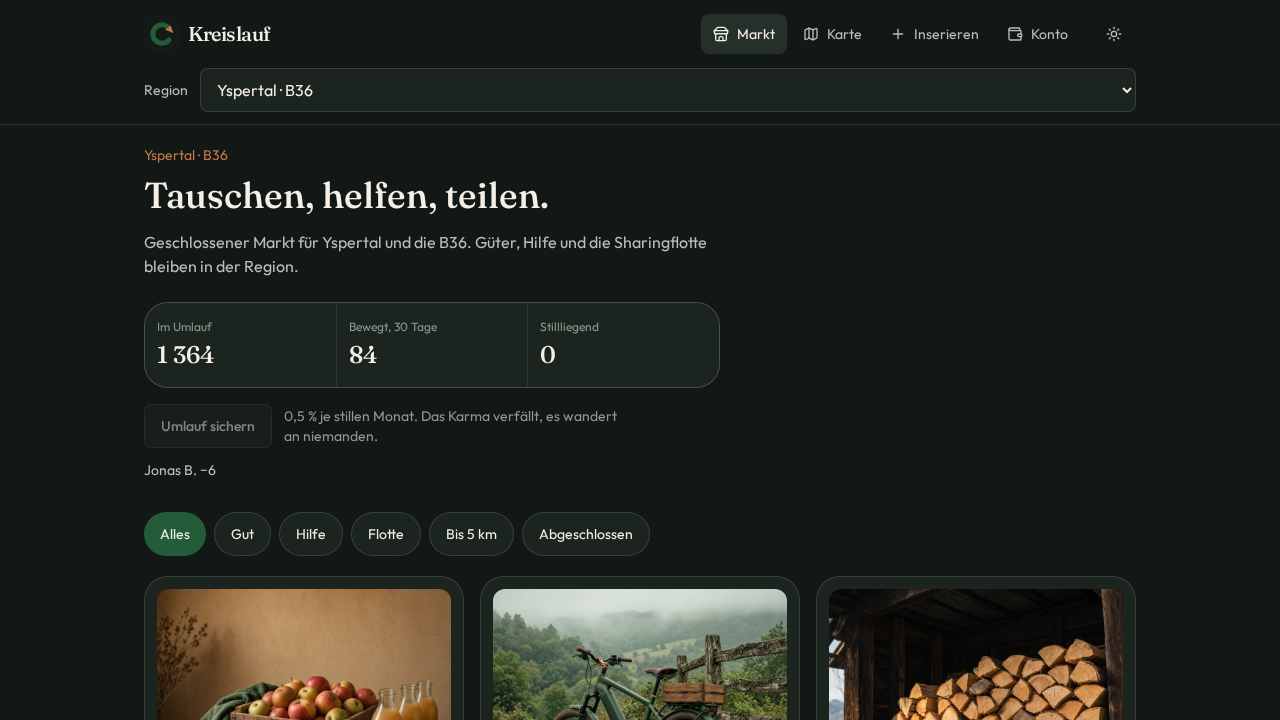 Kreislauf
Markt
Karte
Inserieren
Konto
Region
Yspertal · B36
Yspertal · B36
Tauschen, helfen, teilen.
Geschlossener Markt für Yspertal und die B36. Güter, Hilfe und die Sharingflotte
bleiben in der Region.
Im Umlauf
1 364
Bewegt, 30 Tage
84
Stillliegend
0
Umlauf sichern
0,5 % je stillen Monat. Das Karma verfällt, es wandert
an niemanden.
Jonas B. −6
Alles
Gut
Hilfe
Flotte
Bis 5 km
Abgeschlossen